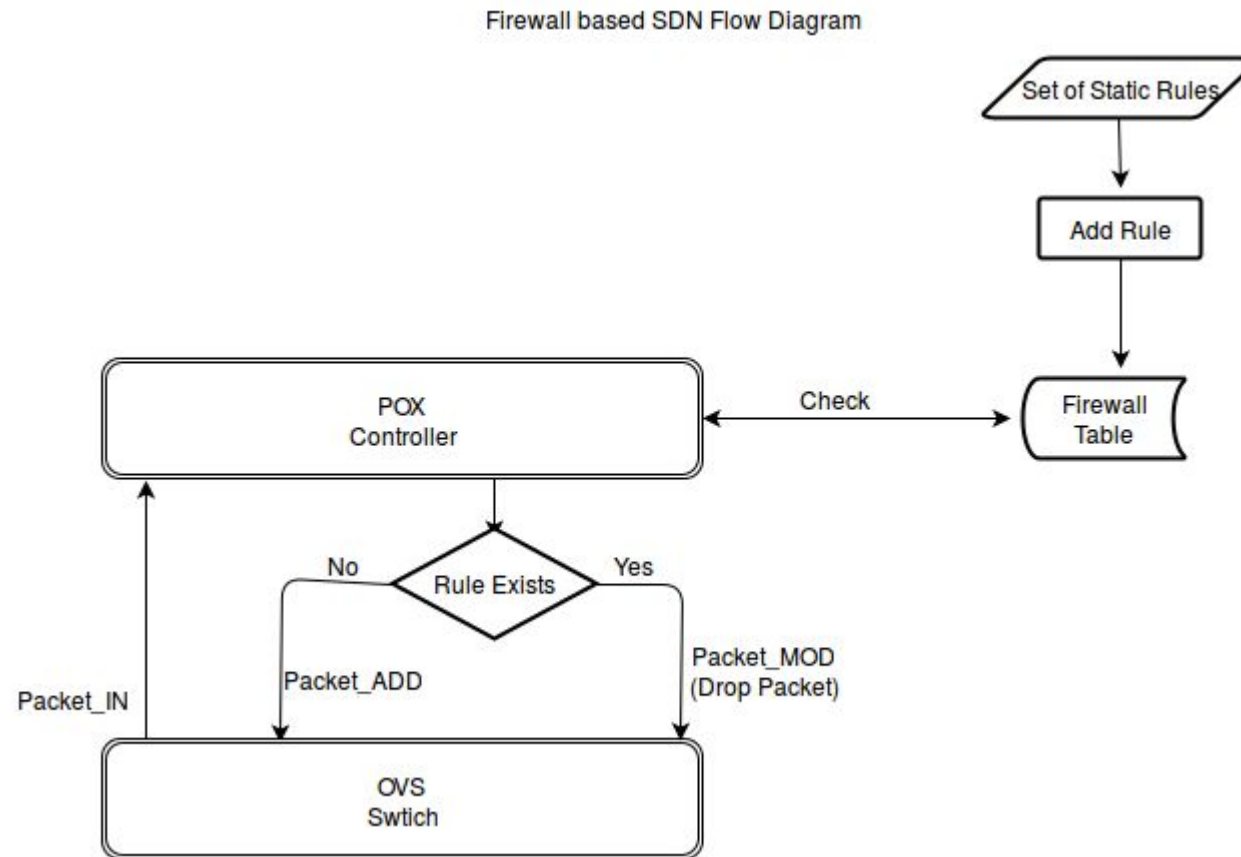 Firewall based SDN Flow Diagram
Set of Static Rules
Add Rule
POX
Controller
Check
Firewall
Table
No
Rule Exists
Yes
Packet_IN
Packet_ADD
Packet_MOD
(Drop Packet)
OVS
Swtich